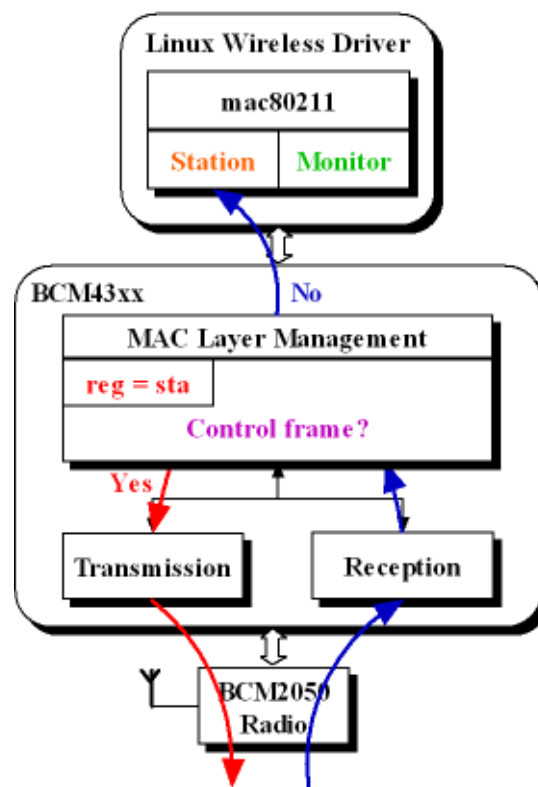 Linux Wireless Driver
mac80211
Station Monitor
BCM43xx
No
MAC Layer Management
reg = sta
Control frame?
Yes
Transmission
Reception
BCM2050
Radio